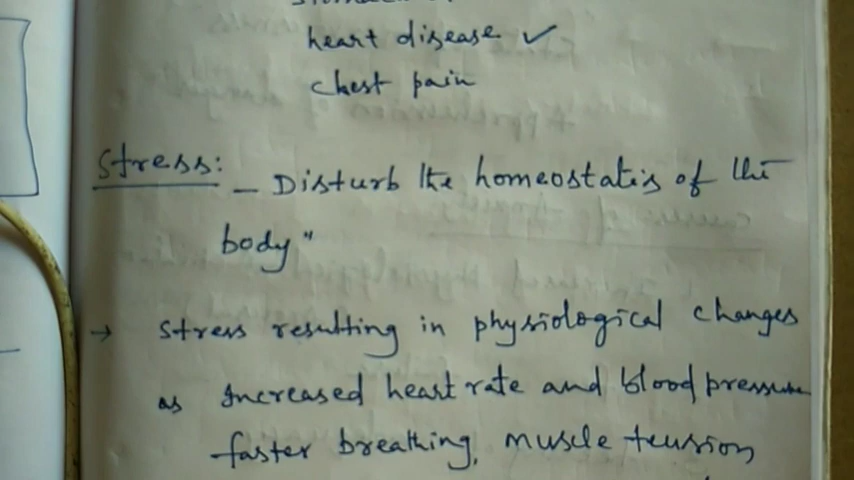 heart disease ✓
chest pain
Stress: - Disturb the homeostatis of the
body"
→ Stress resulting in physiological changes
as increased heart rate and blood pressure
faster breathing, muscle tension